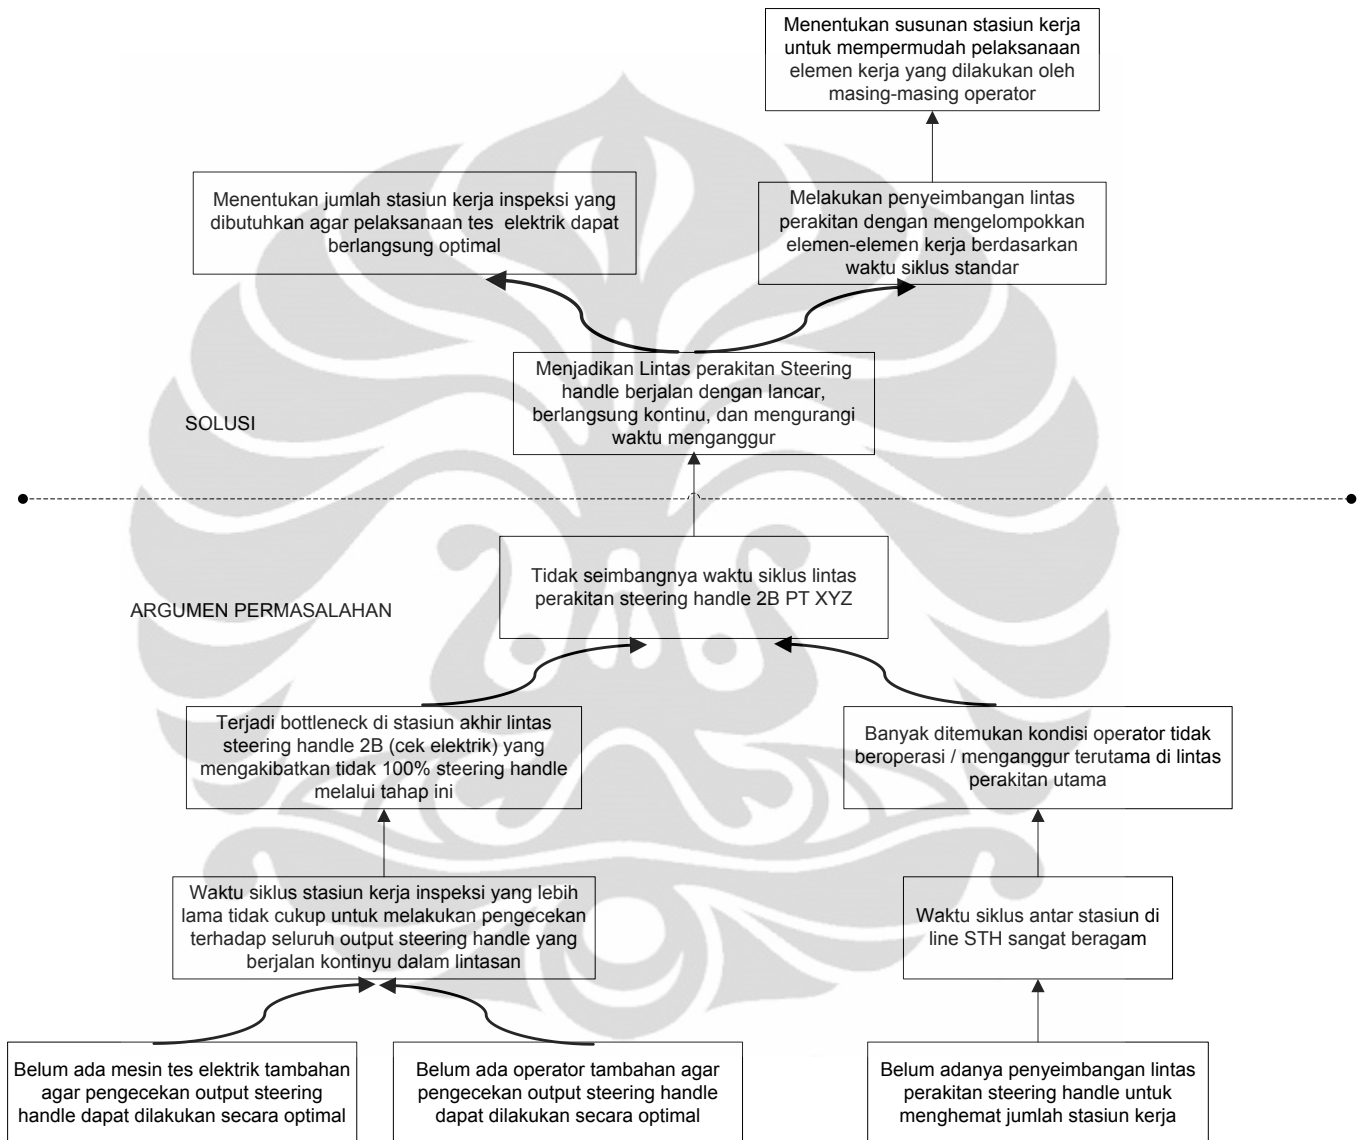 Menentukan susunan stasiun kerja
untuk mempermudah pelaksanaan
elemen kerja yang dilakukan oleh
masing-masing operator
Menentukan jumlah stasiun kerja inspeksi yang
dibutuhkan agar pelaksanaan tes elektrik dapat
berlangsung optimal
Melakukan penyeimbangan lintas
perakitan dengan mengelompokkan
elemen-elemen kerja berdasarkan
waktu siklus standar
Menjadikan Lintas perakitan Steering
handle berjalan dengan lancar,
berlangsung kontinu, dan mengurangi
waktu menganggur
SOLUSI
Tidak seimbangnya waktu siklus lintas
perakitan steering handle 2B PT XYZ
ARGUMEN PERMASALAHAN
Terjadi bottleneck di stasiun akhir lintas
steering handle 2B (cek elektrik) yang
mengakibatkan tidak 100% steering handle
melalui tahap ini
Banyak ditemukan kondisi operator tidak
beroperasi / menganggur terutama di lintas
perakitan utama
Waktu siklus stasiun kerja inspeksi yang lebih
lama tidak cukup untuk melakukan pengecekan
terhadap seluruh output steering handle yang
berjalan kontinyu dalam lintasan
Waktu siklus antar stasiun di
line STH sangat beragam
Belum ada mesin tes elektrik tambahan
agar pengecekan output steering
handle dapat dilakukan secara optimal
Belum ada operator tambahan agar
pengecekan output steering handle
dapat dilakukan secara optimal
Belum adanya penyeimbangan lintas
perakitan steering handle untuk
menghemat jumlah stasiun kerja